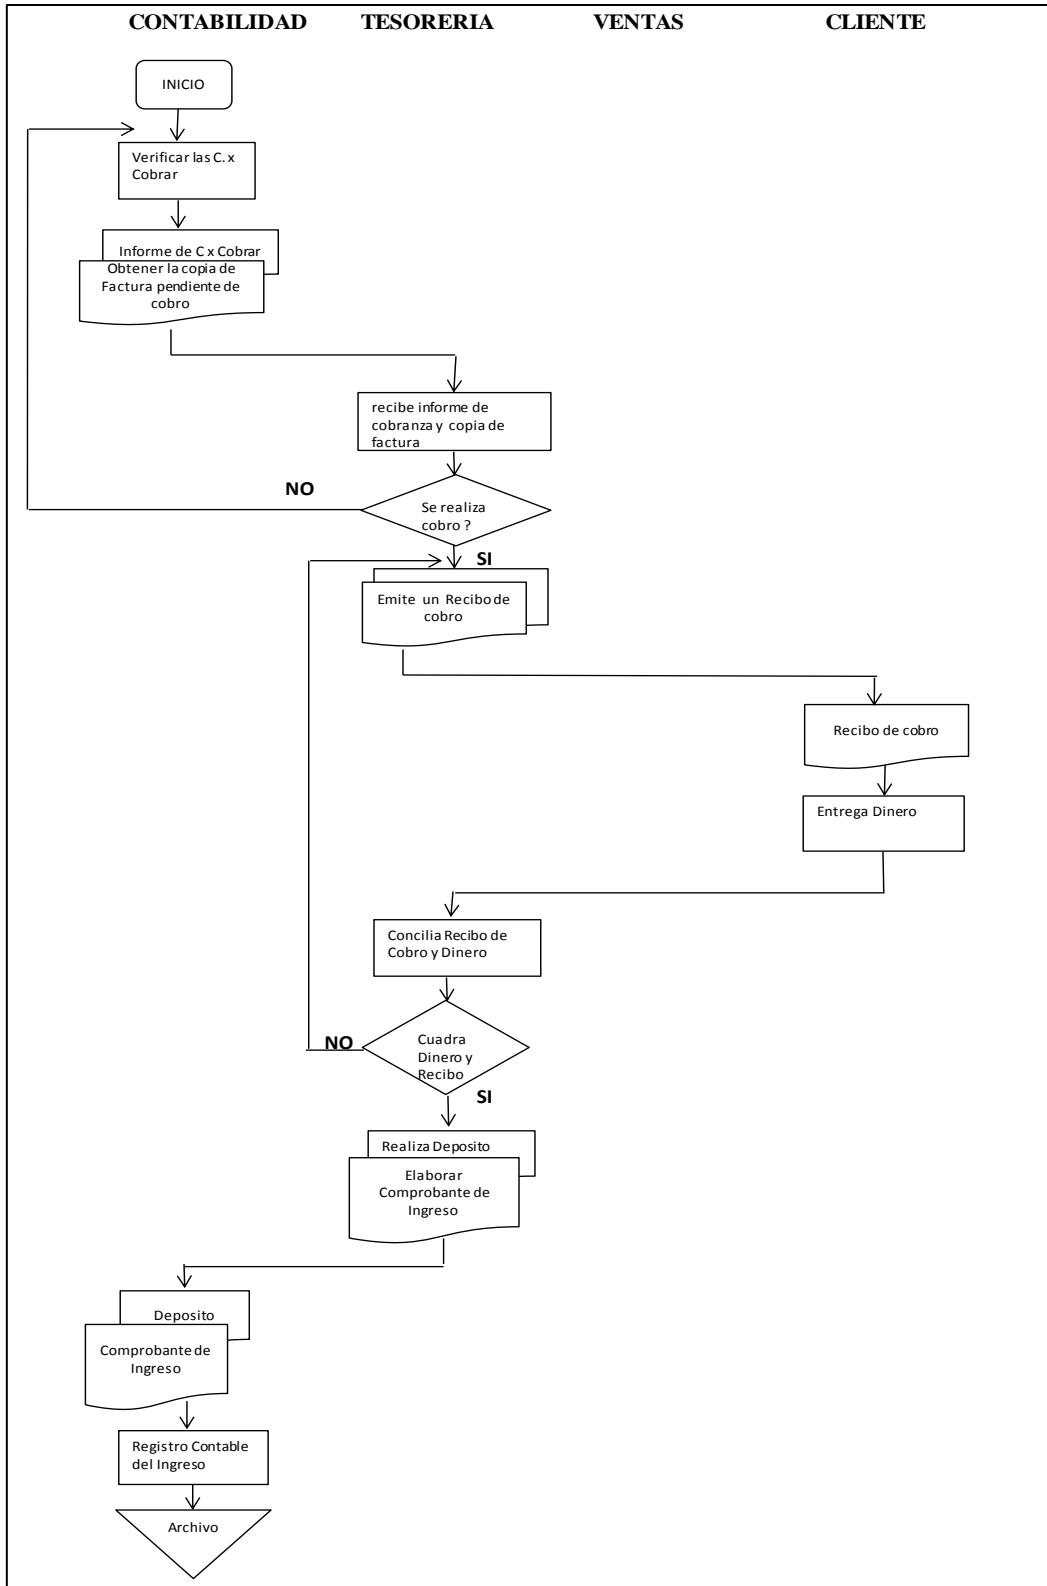 CONTABILIDAD TESORERIA VENTAS CLIENTE
INICIO
Verificar las C. x
Cobrar
Informe de C x Cobrar
Obtener la copia de
Factura pendiente de
cobro
recibe informe de
cobranza y copia de
factura
NO
Se realiza
cobro ?
SI
Emite un Recibo de
cobro
Recibo de cobro
Entrega Dinero
Concilia Recibo de
Cobro y Dinero
NO
Cuadra
Dinero y
Recibo
SI
Realiza Deposito
Elaborar
Comprobante de
Ingreso
Deposito
Comprobante de
Ingreso
Registro Contable
del Ingreso
Archivo